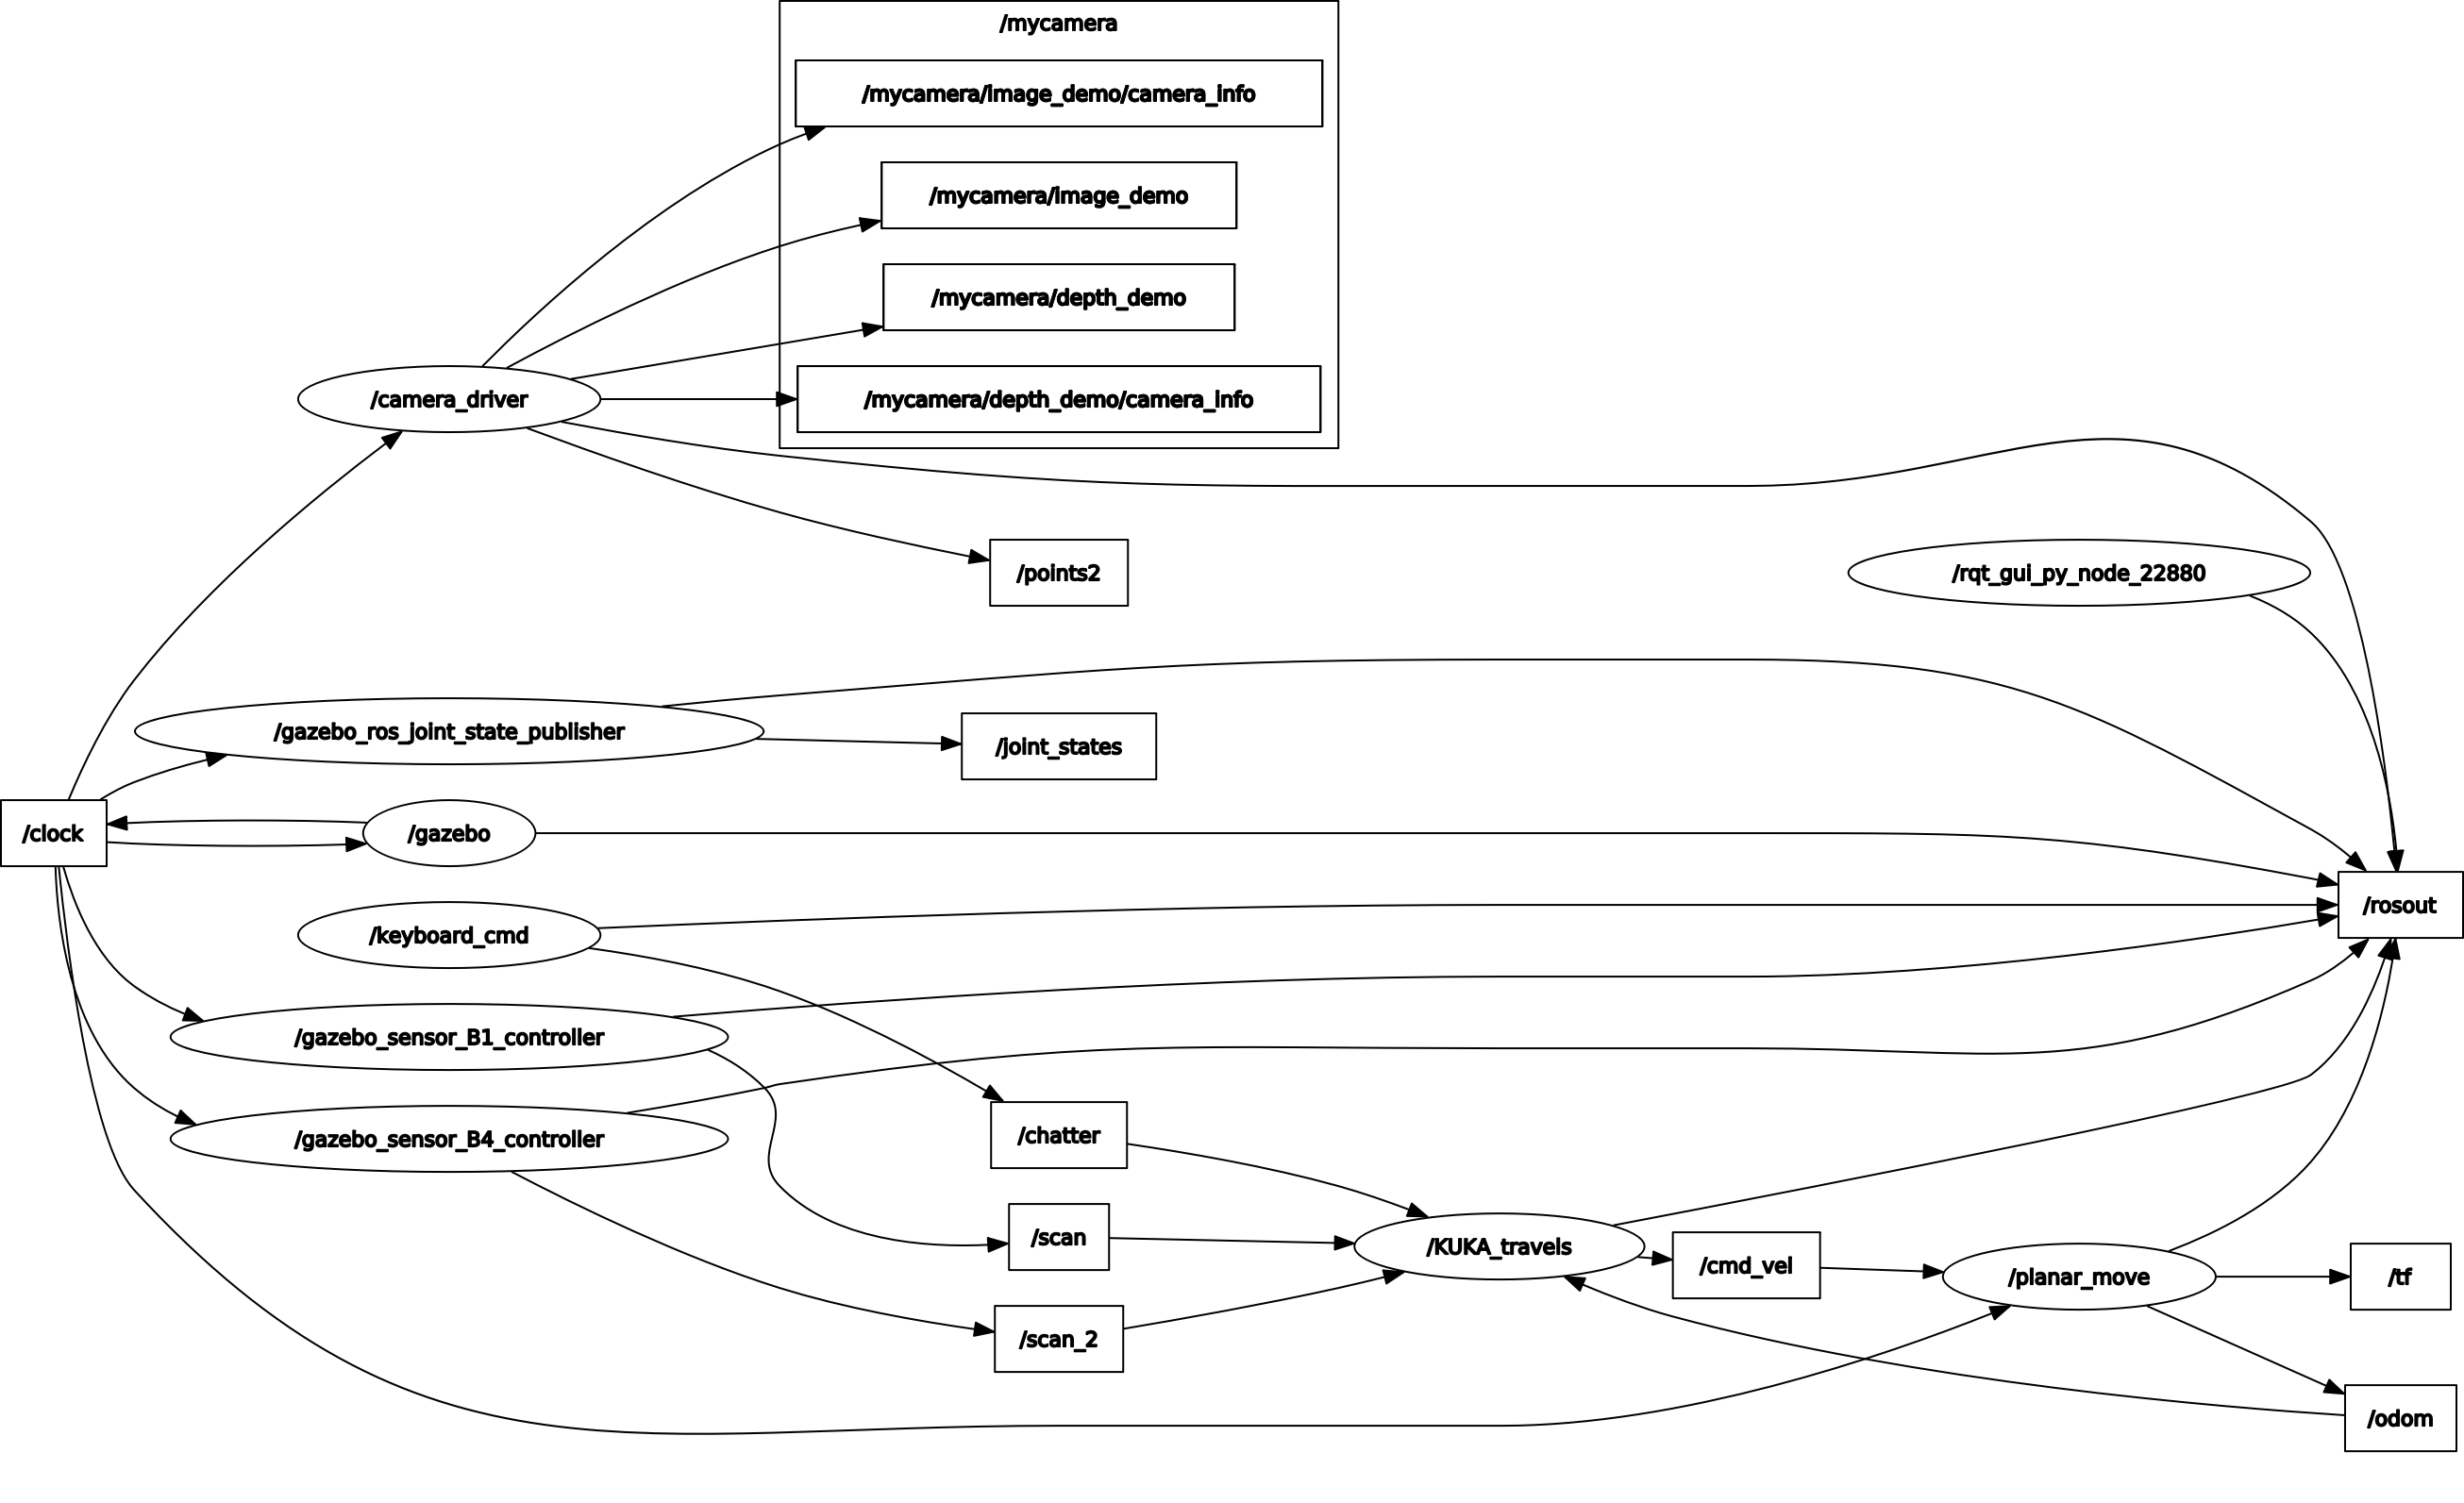 /mycamera
/mycamera/image_demo/camera_info
/mycamera/image_demo
/mycamera/depth_demo
/camera_driver
/mycamera/depth_demo/camera_info
/points2
/rqt_gui_py_node_22880
/gazebo_ros_joint_state_publisher
/joint_states
/clock
/gazebo
/rosout
/keyboard_cmd
/gazebo_sensor_B1_controller
/chatter
/gazebo_sensor_B4_controller
/scan
/KUKA_travels
/cmd_vel
/planar_move
/tf
/scan_2
/odom